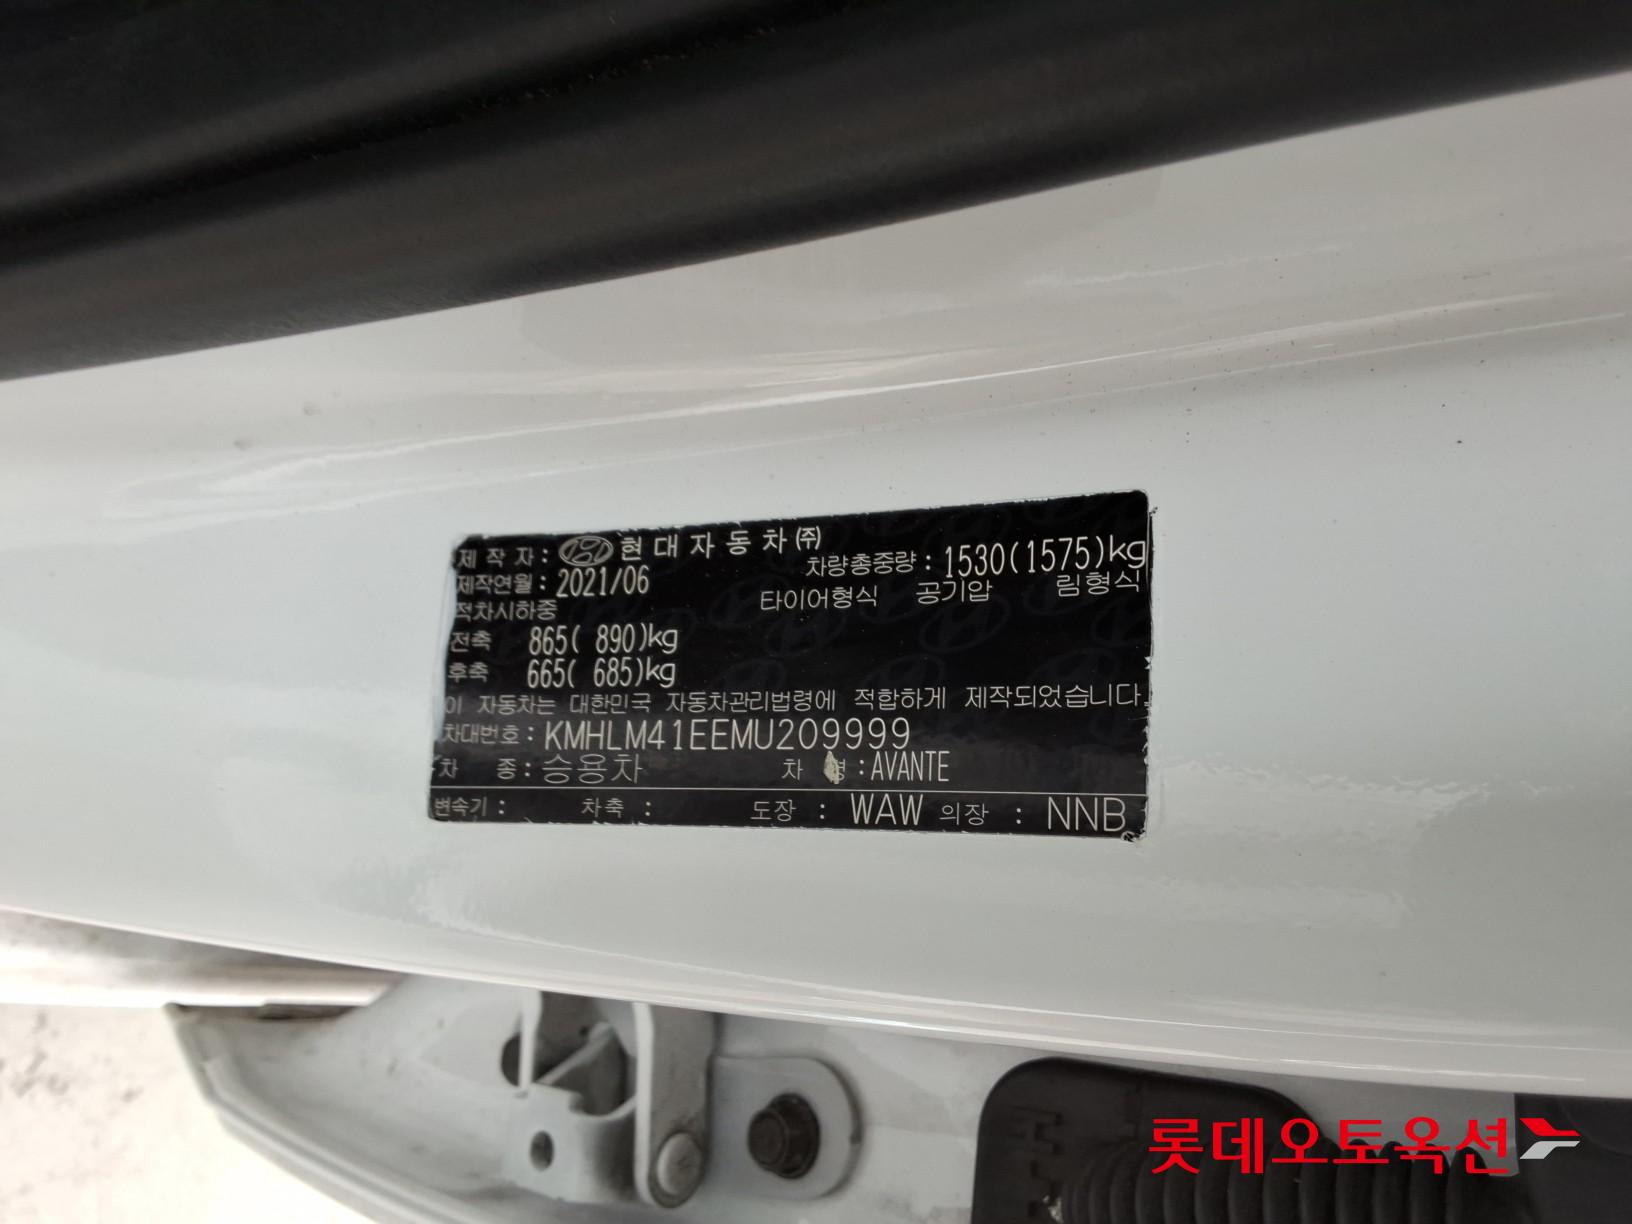 제 작 자 : 현대자동차(주)
차량총중량 : 1530(1575)kg
제작연월 : 2021/06
타이어형식 공기압 림형식
적차시하중
전축 865( 890)kg
후축 665( 685)kg
이 자동차는 대한민국 자동차관리법령에 적합하게 제작되었습니다.
차대번호 : KMHLM41EEMU209999
차 종 : 승용차 차 명 : AVANTE
변속기 : 차축 : 도장 : WAW 의장 : NNB
롯데오토옥션